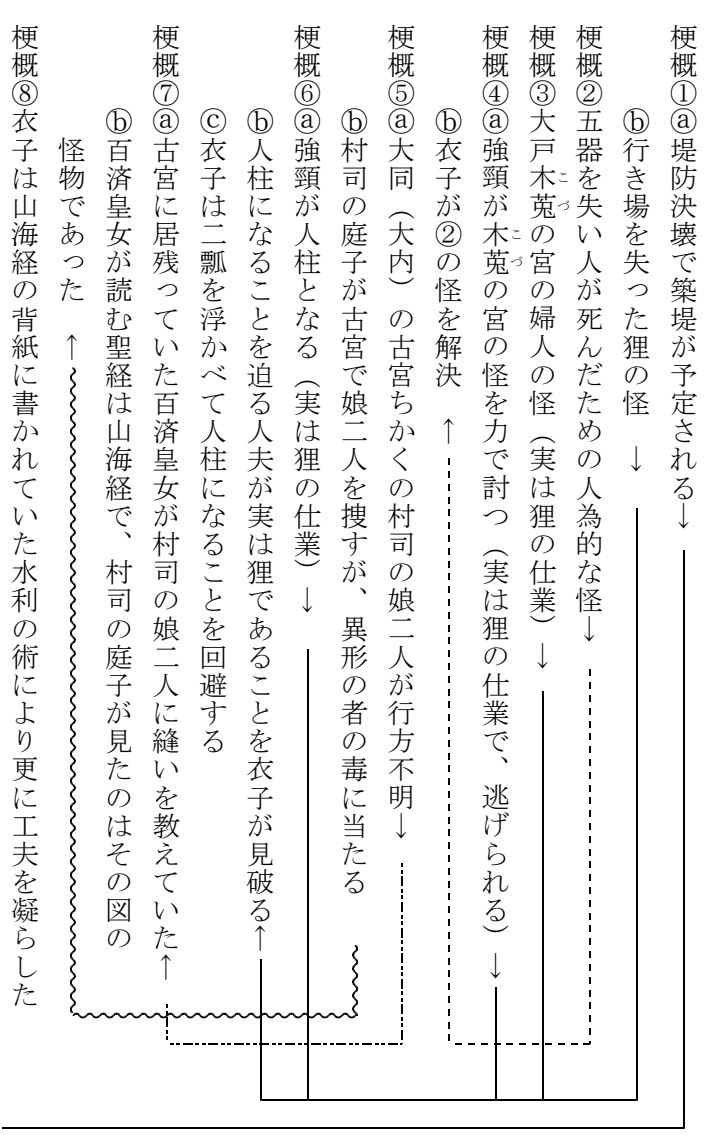 梗概①ⓐ堤防決壊で築堤が予定される↓
ⓑ行き場を失った狸の怪　↓
梗概②五器を失い人が死んだための人為的な怪↓
梗概③大戸木菟の宮の婦人の怪（実は狸の仕業）↓
梗概④ⓐ強頸が木菟の宮の怪を力で討つ（実は狸の仕業で、逃げられる）↓
ⓑ衣子が②の怪を解決　↑
梗概⑤ⓐ大同（大内）の古宮ちかくの村司の娘二人が行方不明↓
ⓑ村司の庭子が古宮で娘二人を捜すが、異形の者の毒に当たる
梗概⑥ⓐ強頸が人柱となる（実は狸の仕業）↓
ⓑ人柱になることを迫る人夫が実は狸であることを衣子が見破る↑
ⓒ衣子は二瓢を浮かべて人柱になることを回避する
梗概⑦ⓐ古宮に居残っていた百済皇女が村司の娘二人に縫いを教えていた↑
ⓑ百済皇女が読む聖経は山海経で、村司の庭子が見たのはその図の
怪物であった　↑
梗概⑧衣子は山海経の背紙に書かれていた水利の術により更に工夫を凝らした